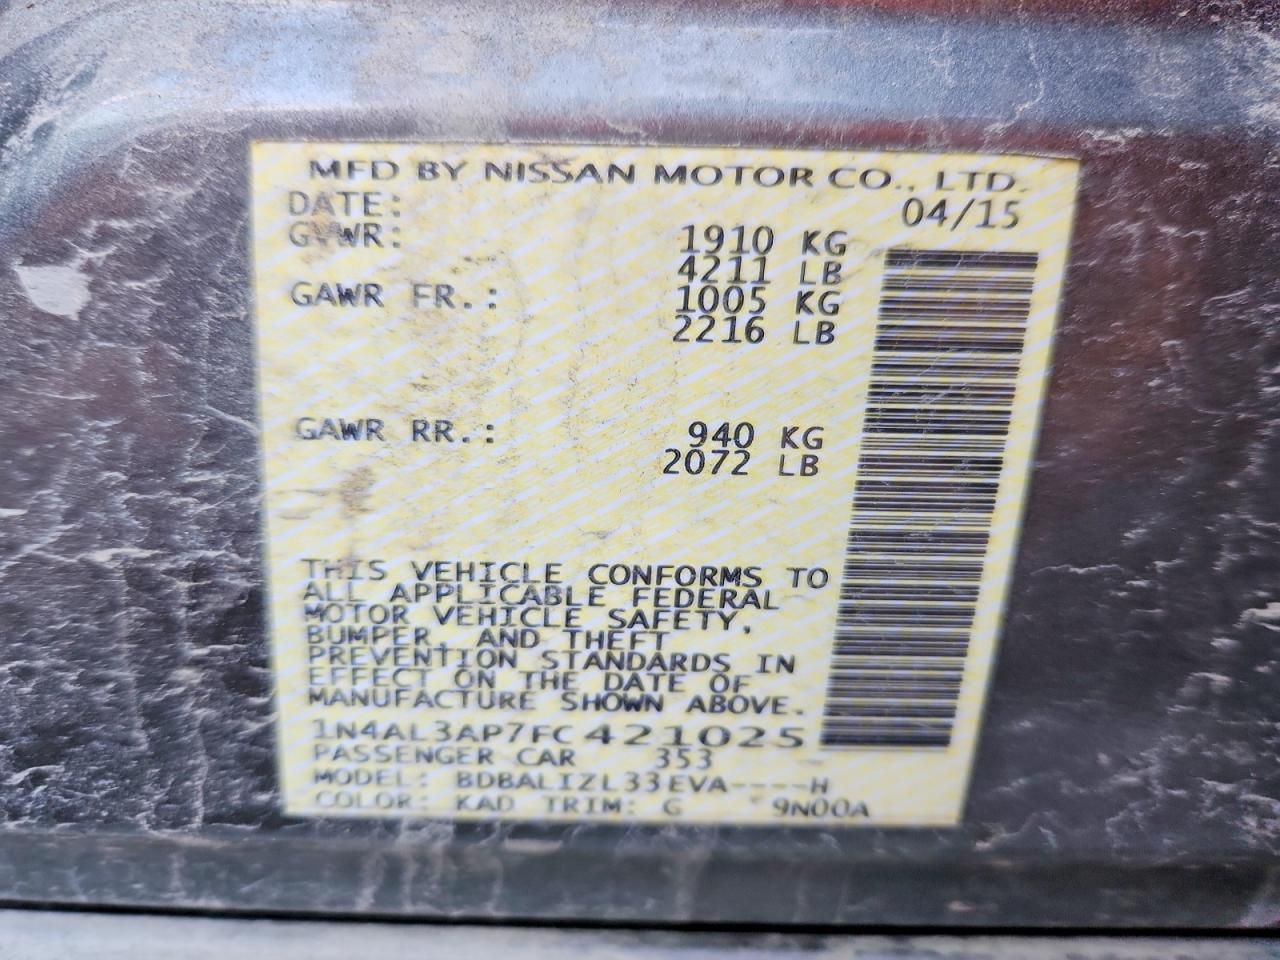 MFD BY NISSAN MOTOR CO., LTD.
DATE: 04/15
GVWR: 1910 KG
4211 LB
GAWR FR.: 1005 KG
2216 LB
GAWR RR.: 940 KG
2072 LB
THIS VEHICLE CONFORMS TO
ALL APPLICABLE FEDERAL
MOTOR VEHICLE SAFETY,
BUMPER, AND THEFT
PREVENTION STANDARDS IN
EFFECT ON THE DATE OF
MANUFACTURE SHOWN ABOVE.
1N4AL3AP7FC421025
PASSENGER CAR 353
MODEL: BDBALIZL33EVA----H
COLOR: KAD TRIM: G 9N00A